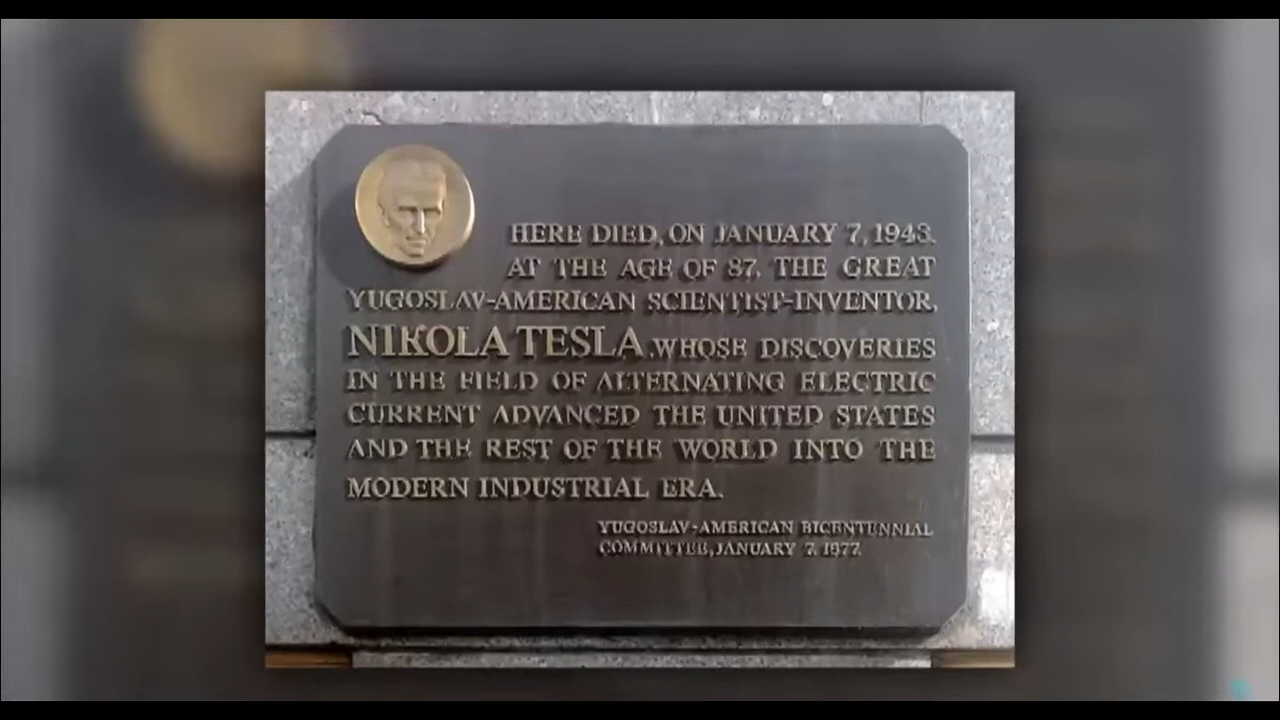 HERE DIED, ON JANUARY 7, 1943.
AT THE AGE OF 87, THE GREAT
YUGOSLAV-AMERICAN SCIENTIST-INVENTOR,
NIKOLA TESLA, WHOSE DISCOVERIES
IN THE FIELD OF ALTERNATING ELECTRIC
CURRENT ADVANCED THE UNITED STATES
AND THE REST OF THE WORLD INTO THE
MODERN INDUSTRIAL ERA.
YUGOSLAV-AMERICAN BICENTENNIAL
COMMITTEE, JANUARY 7, 1977